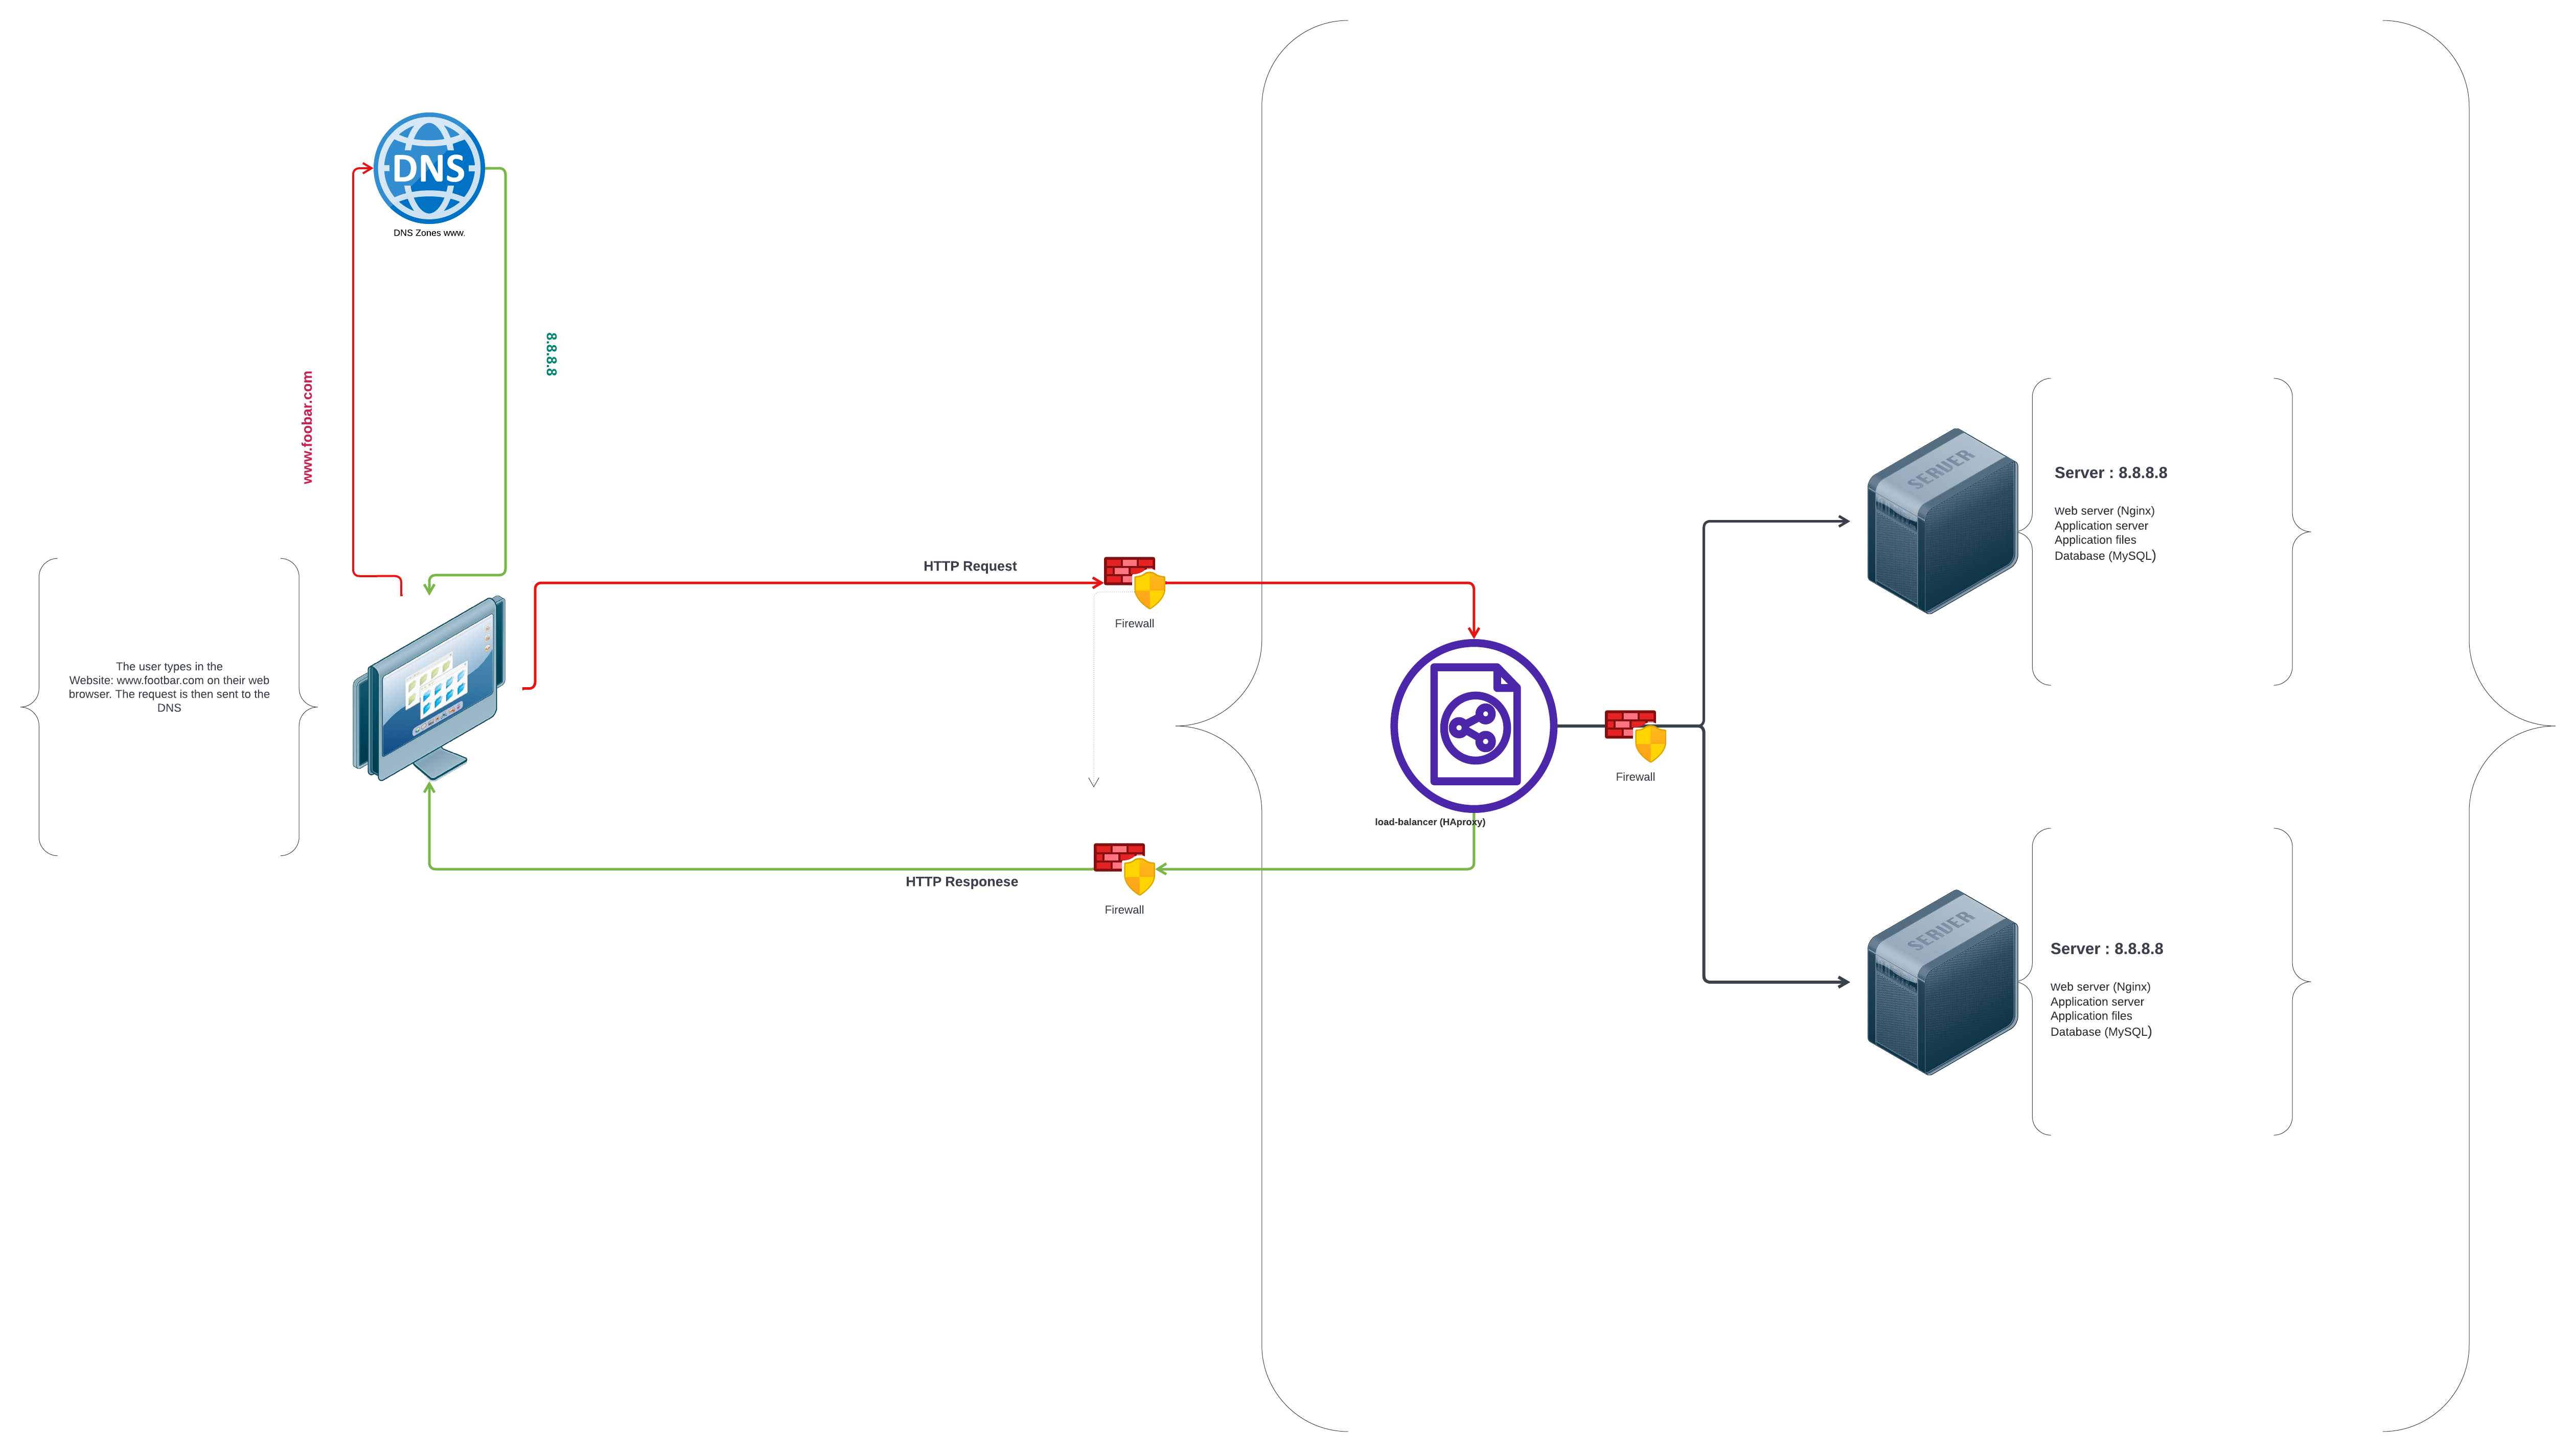 DNS
DNS Zones www.
8.8.8.8
www.foobar.com
The user types in the
Website: www.footbar.com on their web
browser. The request is then sent to the
DNS
HTTP Request
Firewall
HTTP Responese
Firewall
load-balancer (HAproxy)
Firewall
SERVER
Server : 8.8.8.8
Web server (Nginx)
Application server
Application files
Database (MySQL)
SERVER
Server : 8.8.8.8
Web server (Nginx)
Application server
Application files
Database (MySQL)